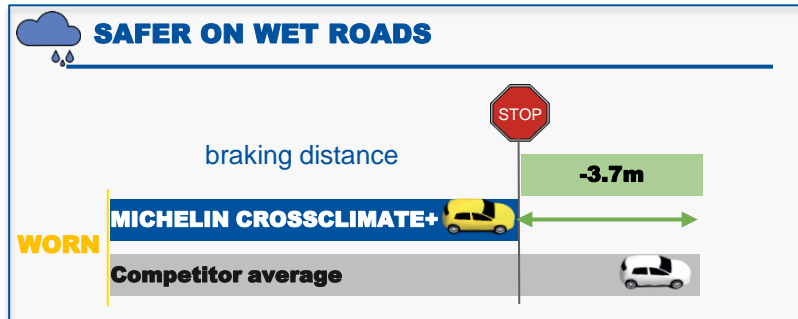 SAFER ON WET ROADS
STOP
braking distance
-3.7m
MICHELIN CROSSCLIMATE+
WORN
Competitor average